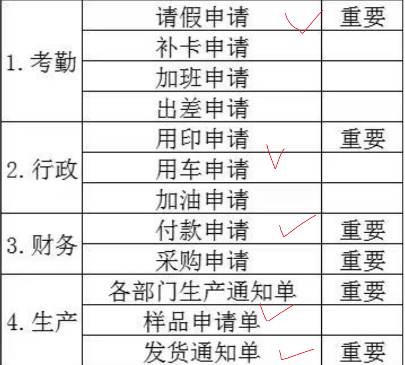 1.考勤
请假申请 重要
补卡申请
加班申请
出差申请
2.行政
用印申请 重要
用车申请
加油申请
3.财务
付款申请 重要
采购申请 重要
4.生产
各部门生产通知单 重要
样品申请单
发货通知单 重要